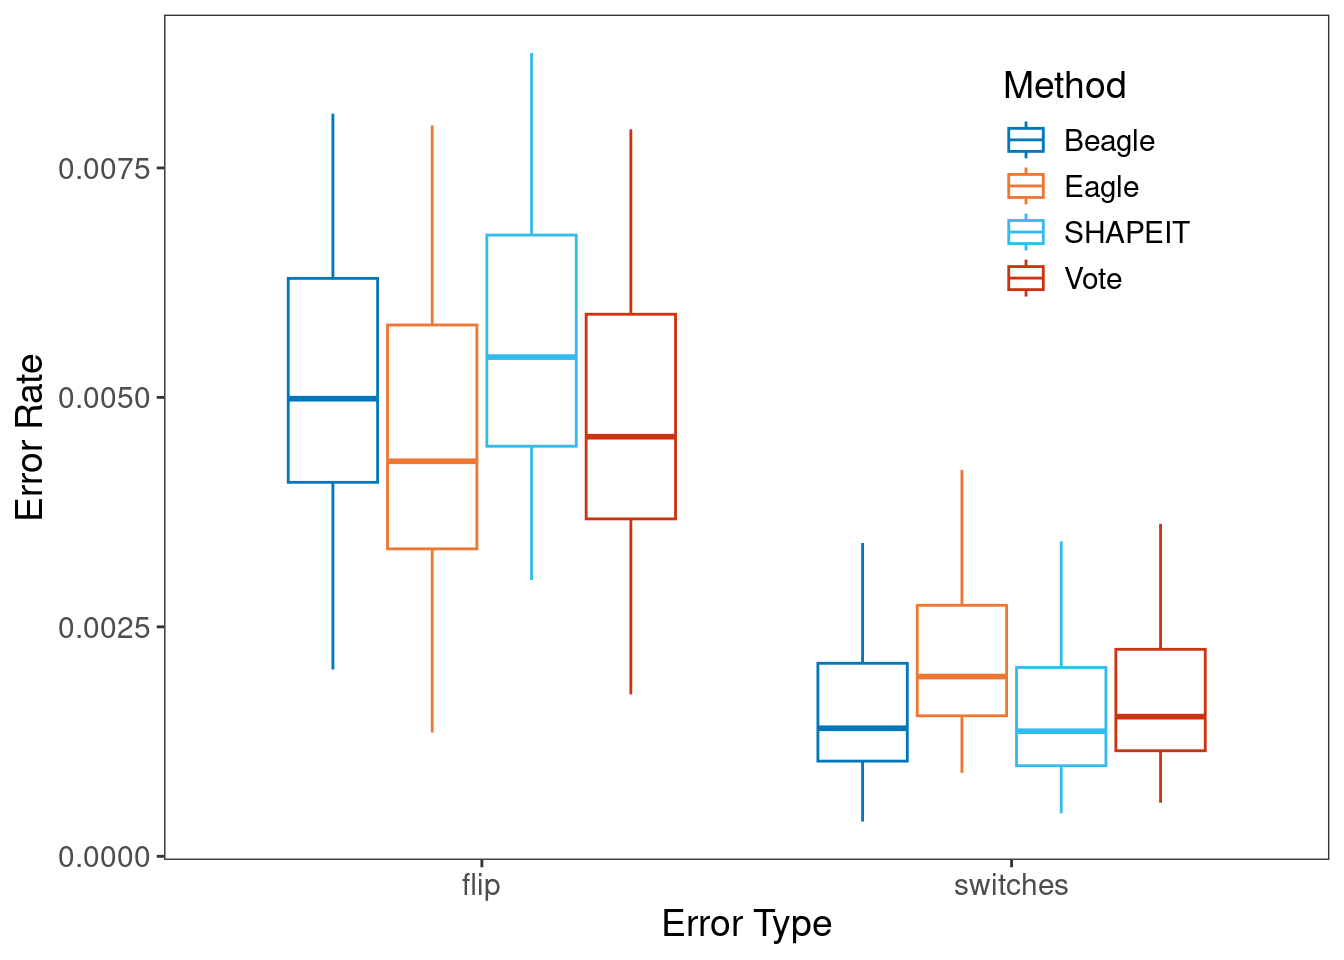 Method
Beagle
Eagle
SHAPEIT
Vote
Error Rate
0.0075
0.0050
0.0025
0.0000
flip
switches
Error Type